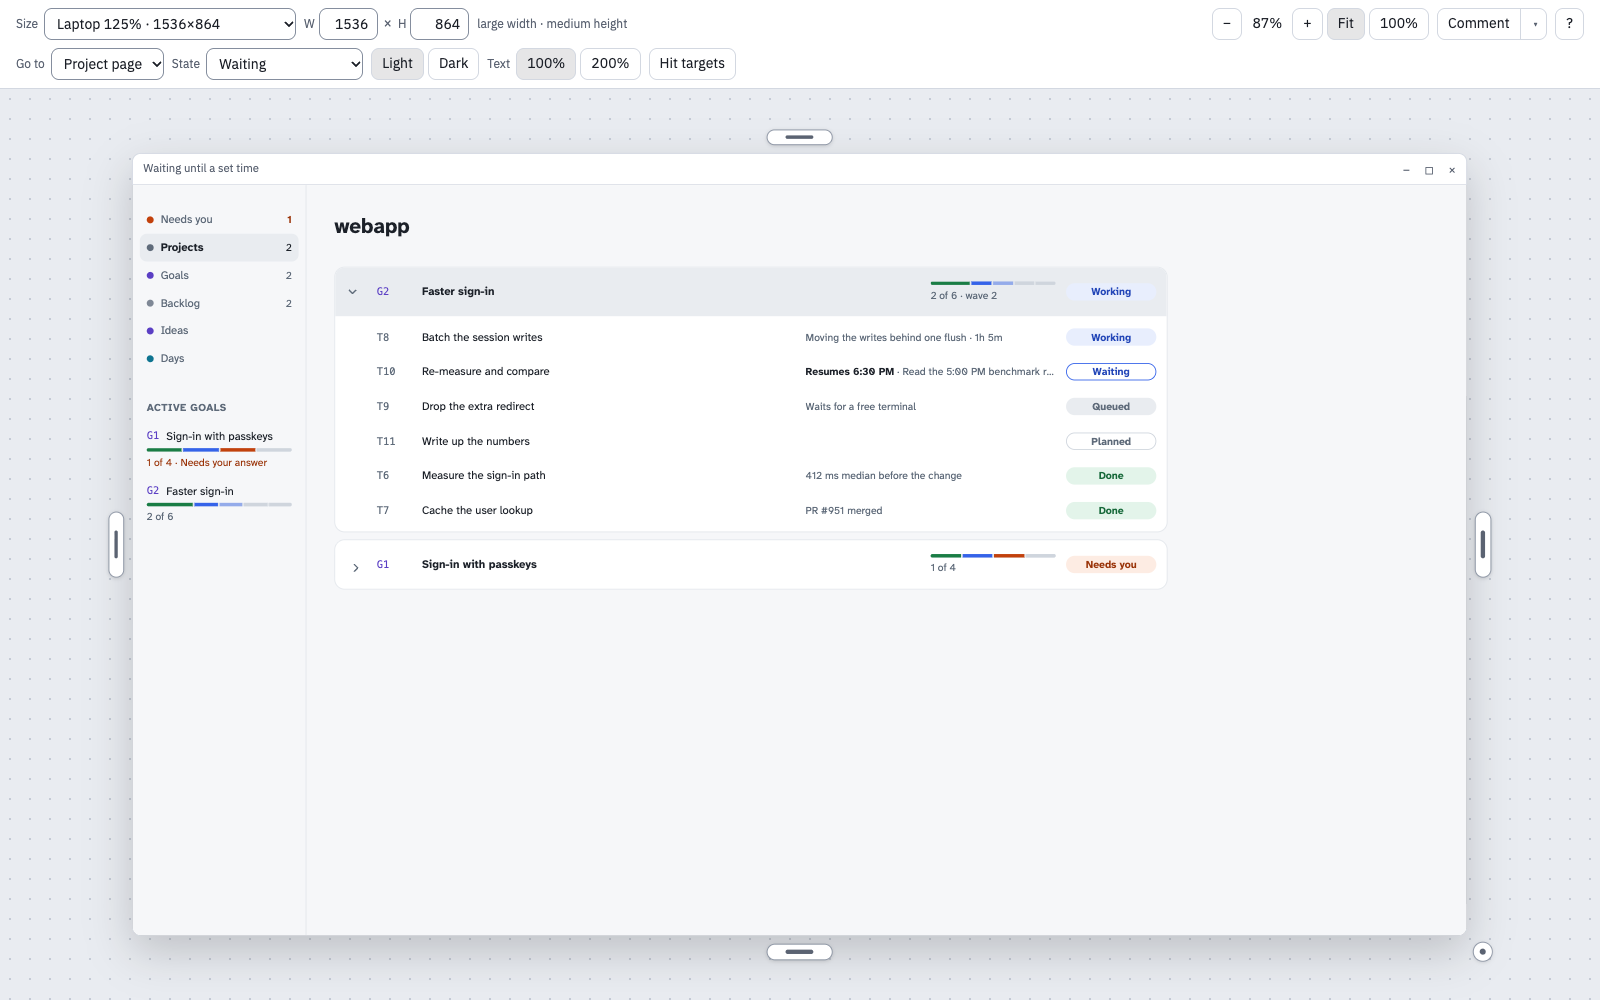 Size Laptop 125% · 1536×864 W 1536 × H 864 large width · medium height − 87% + Fit 100% Comment ?
Go to Project page State Waiting Light Dark Text 100% 200% Hit targets
Waiting until a set time
Needs you 1
Projects 2
Goals 2
Backlog 2
Ideas
Days
ACTIVE GOALS
G1 Sign-in with passkeys
1 of 4 · Needs your answer
G2 Faster sign-in
2 of 6
webapp
G2 Faster sign-in 2 of 6 · wave 2 Working
T8 Batch the session writes Moving the writes behind one flush · 1h 5m Working
T10 Re-measure and compare Resumes 6:30 PM · Read the 5:00 PM benchmark r… Waiting
T9 Drop the extra redirect Waits for a free terminal Queued
T11 Write up the numbers Planned
T6 Measure the sign-in path 412 ms median before the change Done
T7 Cache the user lookup PR #951 merged Done
G1 Sign-in with passkeys 1 of 4 Needs you